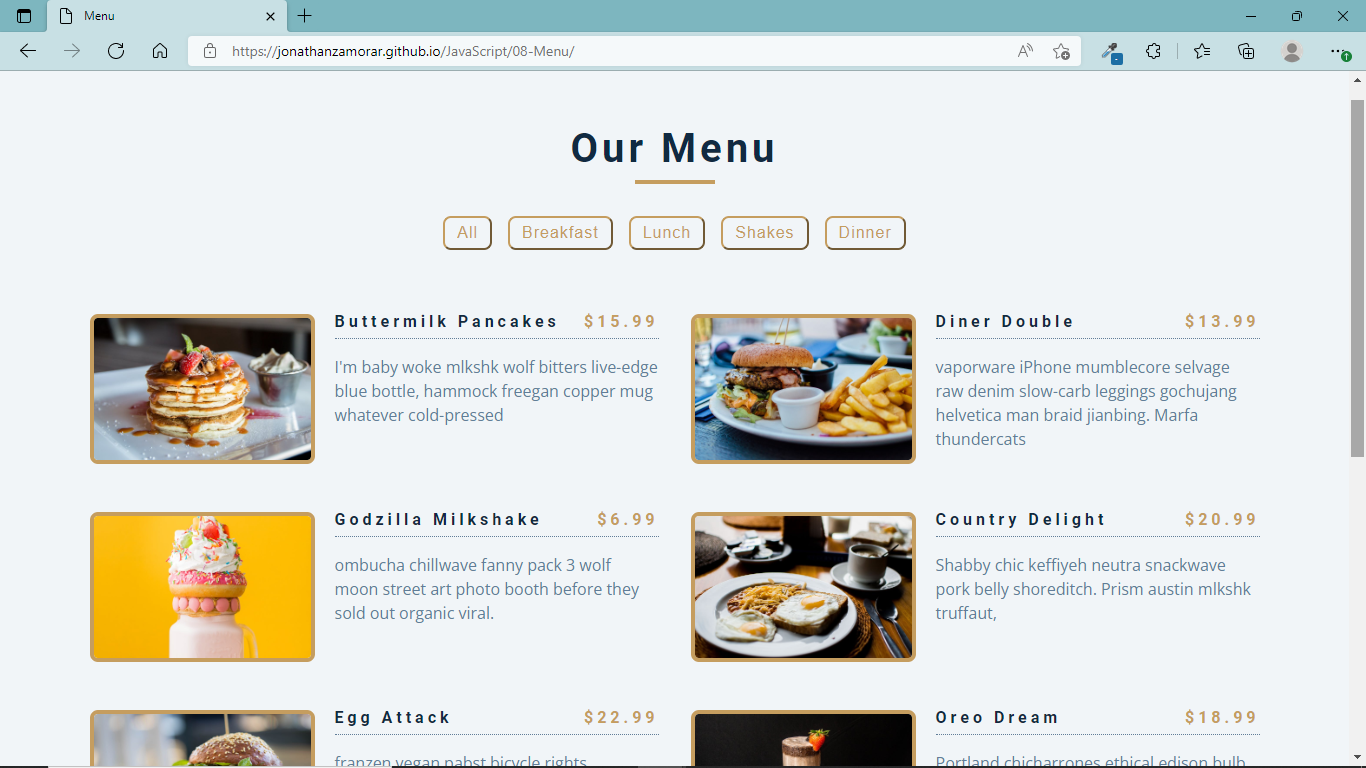 Menu
https://jonathanzamorar.github.io/JavaScript/08-Menu/
Our Menu
All
Breakfast
Lunch
Shakes
Dinner
Buttermilk Pancakes $15.99
I'm baby woke mlkshk wolf bitters live-edge
blue bottle, hammock freegan copper mug
whatever cold-pressed
Diner Double $13.99
vaporware iPhone mumblecore selvage
raw denim slow-carb leggings gochujang
helvetica man braid jianbing. Marfa
thundercats
Godzilla Milkshake $6.99
ombucha chillwave fanny pack 3 wolf
moon street art photo booth before they
sold out organic viral.
Country Delight $20.99
Shabby chic keffiyeh neutra snackwave
pork belly shoreditch. Prism austin mlkshk
truffaut,
Egg Attack $22.99
franzen vegan pabst bicycle rights
Oreo Dream $18.99
Portland chicharrones ethical edison bulb